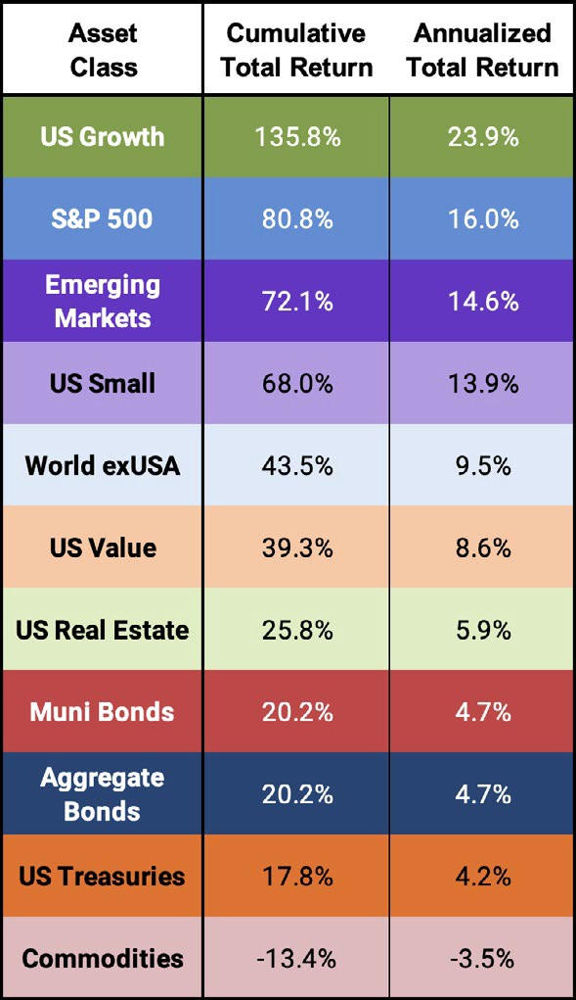 Asset Class Cumulative Total Return Annualized Total Return
US Growth 135.8% 23.9%
S&P 500 80.8% 16.0%
Emerging Markets 72.1% 14.6%
US Small 68.0% 13.9%
World exUSA 43.5% 9.5%
US Value 39.3% 8.6%
US Real Estate 25.8% 5.9%
Muni Bonds 20.2% 4.7%
Aggregate Bonds 20.2% 4.7%
US Treasuries 17.8% 4.2%
Commodities -13.4% -3.5%